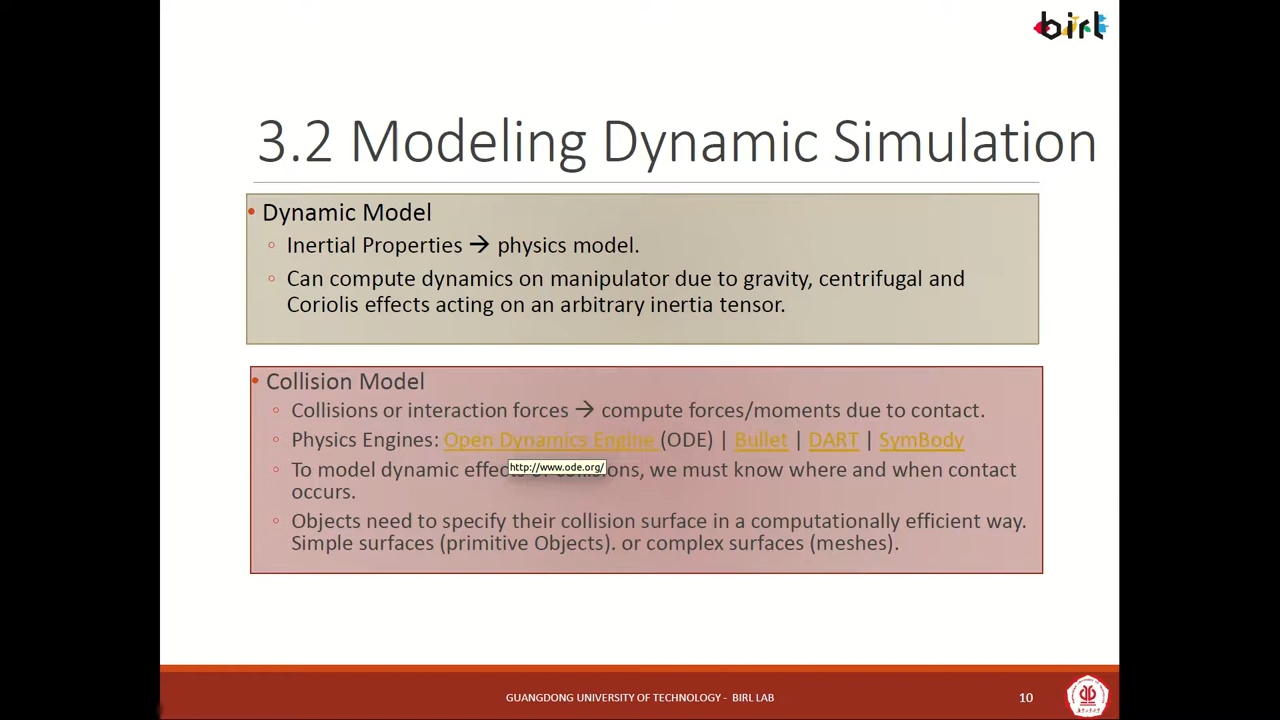 birl
3.2 Modeling Dynamic Simulation
• Dynamic Model
◦ Inertial Properties → physics model.
◦ Can compute dynamics on manipulator due to gravity, centrifugal and
Coriolis effects acting on an arbitrary inertia tensor.
• Collision Model
◦ Collisions or interaction forces → compute forces/moments due to contact.
◦ Physics Engines: Open Dynamics Engine (ODE) | Bullet | DART | SymBody
http://www.ode.org/
◦ To model dynamic effects of collisions, we must know where and when contact
occurs.
◦ Objects need to specify their collision surface in a computationally efficient way.
Simple surfaces (primitive Objects). or complex surfaces (meshes).
GUANGDONG UNIVERSITY OF TECHNOLOGY - BIRL LAB
10